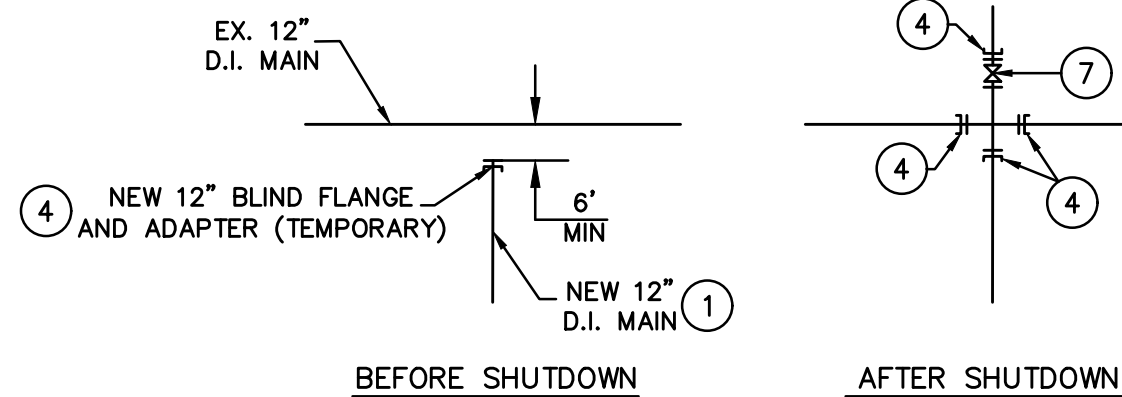 EX. 12"
D.I. MAIN
4
NEW 12" BLIND FLANGE
AND ADAPTER (TEMPORARY)
6'
MIN
NEW 12"
D.I. MAIN
1
BEFORE SHUTDOWN
4
7
4
4
AFTER SHUTDOWN